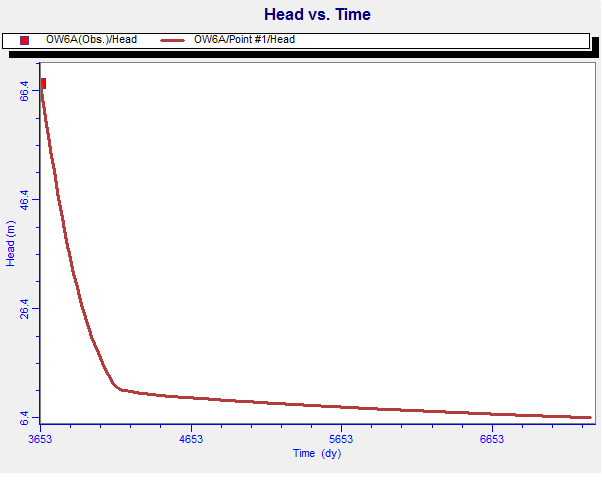 Head vs. Time
OW6A(Obs.)/Head OW6A/Point #1/Head
66.4
46.4
26.4
6.4
Head (m)
3653 4653 5653 6653
Time (dy)